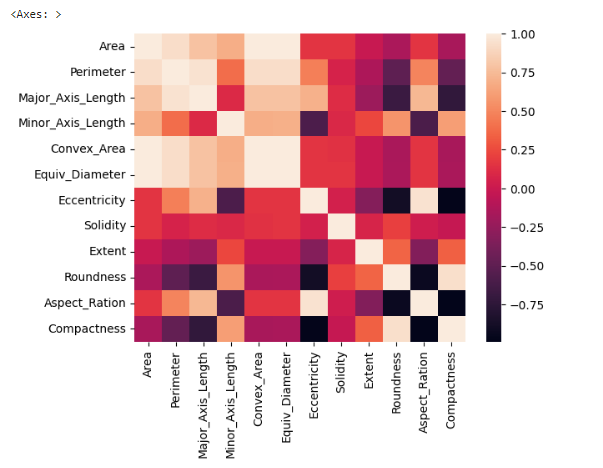 <Axes: >
Area
Perimeter
Major_Axis_Length
Minor_Axis_Length
Convex_Area
Equiv_Diameter
Eccentricity
Solidity
Extent
Roundness
Aspect_Ration
Compactness
1.00
0.75
0.50
0.25
0.00
−0.25
−0.50
−0.75
Area
Perimeter
Major_Axis_Length
Minor_Axis_Length
Convex_Area
Equiv_Diameter
Eccentricity
Solidity
Extent
Roundness
Aspect_Ration
Compactness